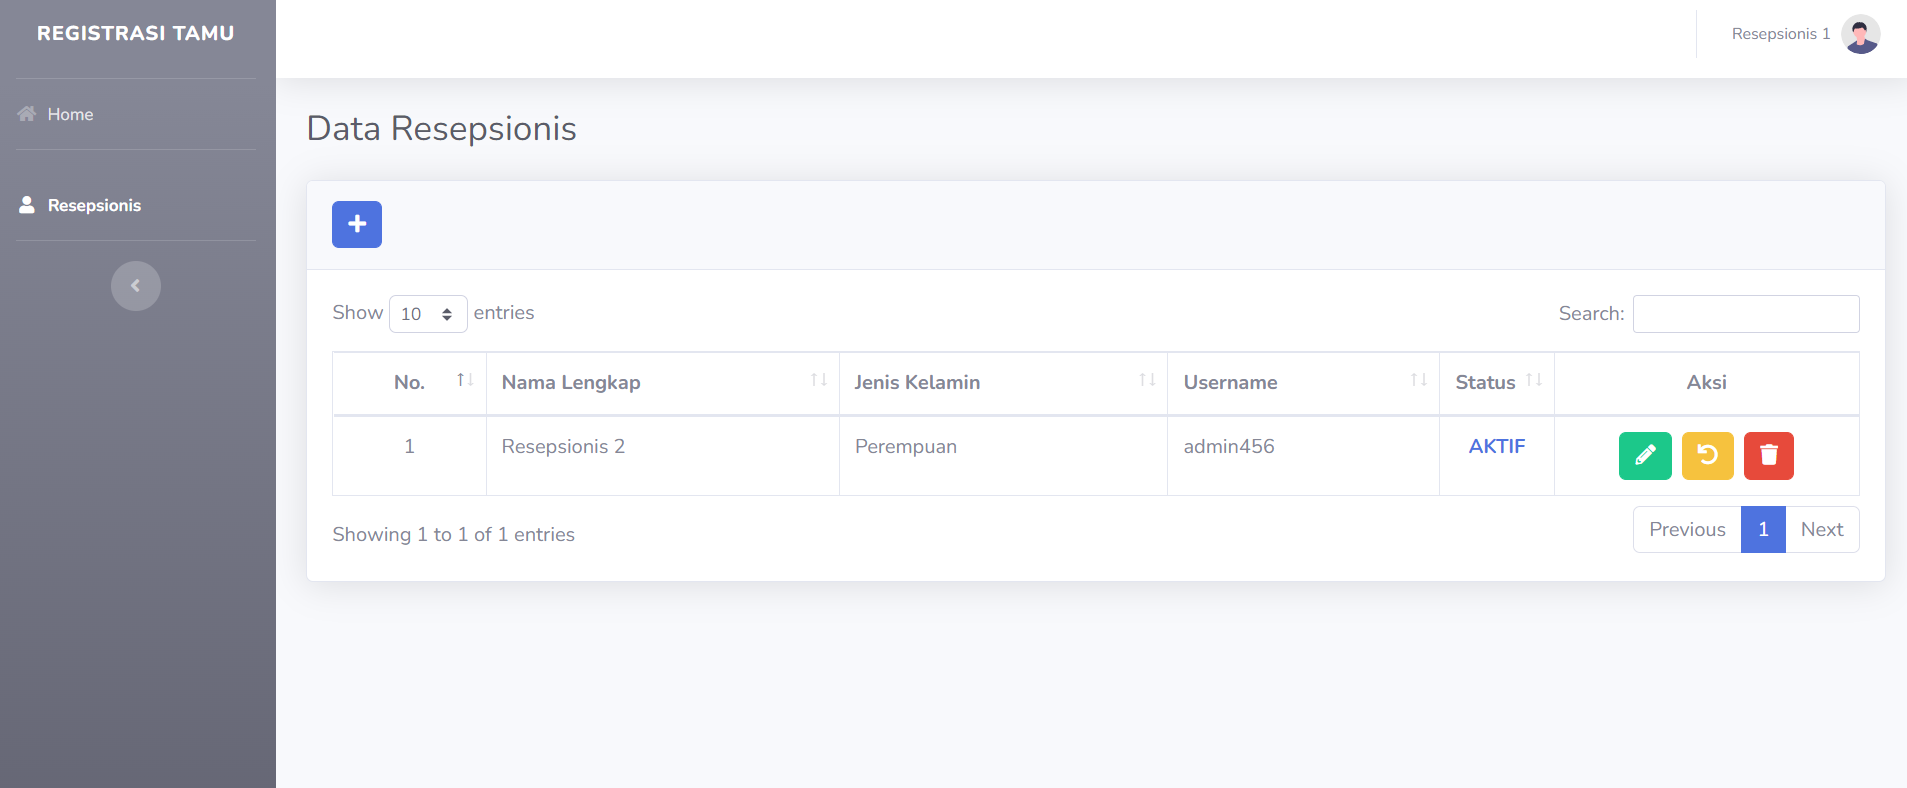 REGISTRASI TAMU
Resepsionis 1
Home
Resepsionis
Data Resepsionis
Show 10 entries
Search:
No. Nama Lengkap Jenis Kelamin Username Status Aksi
1 Resepsionis 2 Perempuan admin456 AKTIF
Showing 1 to 1 of 1 entries
Previous 1 Next